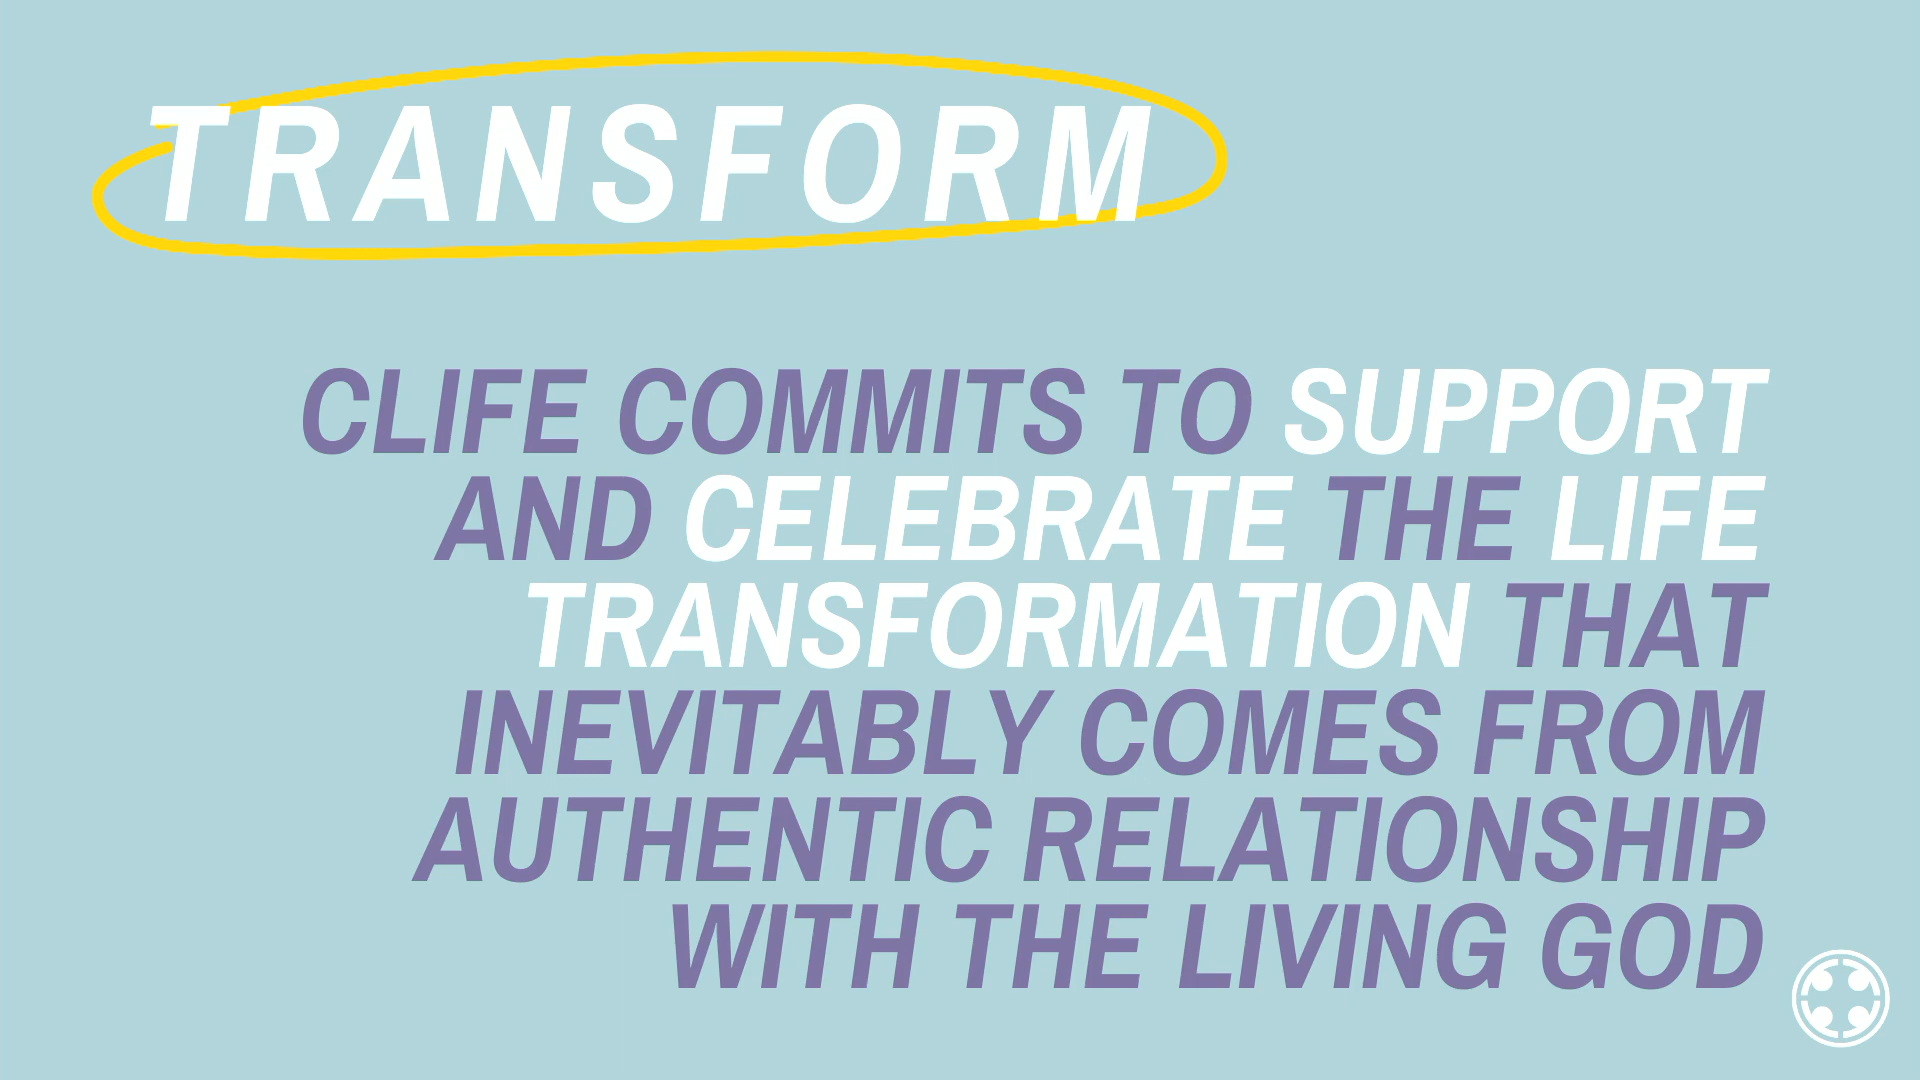 TRANSFORM
CLIFE COMMITS TO SUPPORT
AND CELEBRATE THE LIFE
TRANSFORMATION THAT
INEVITABLY COMES FROM
AUTHENTIC RELATIONSHIP
WITH THE LIVING GOD